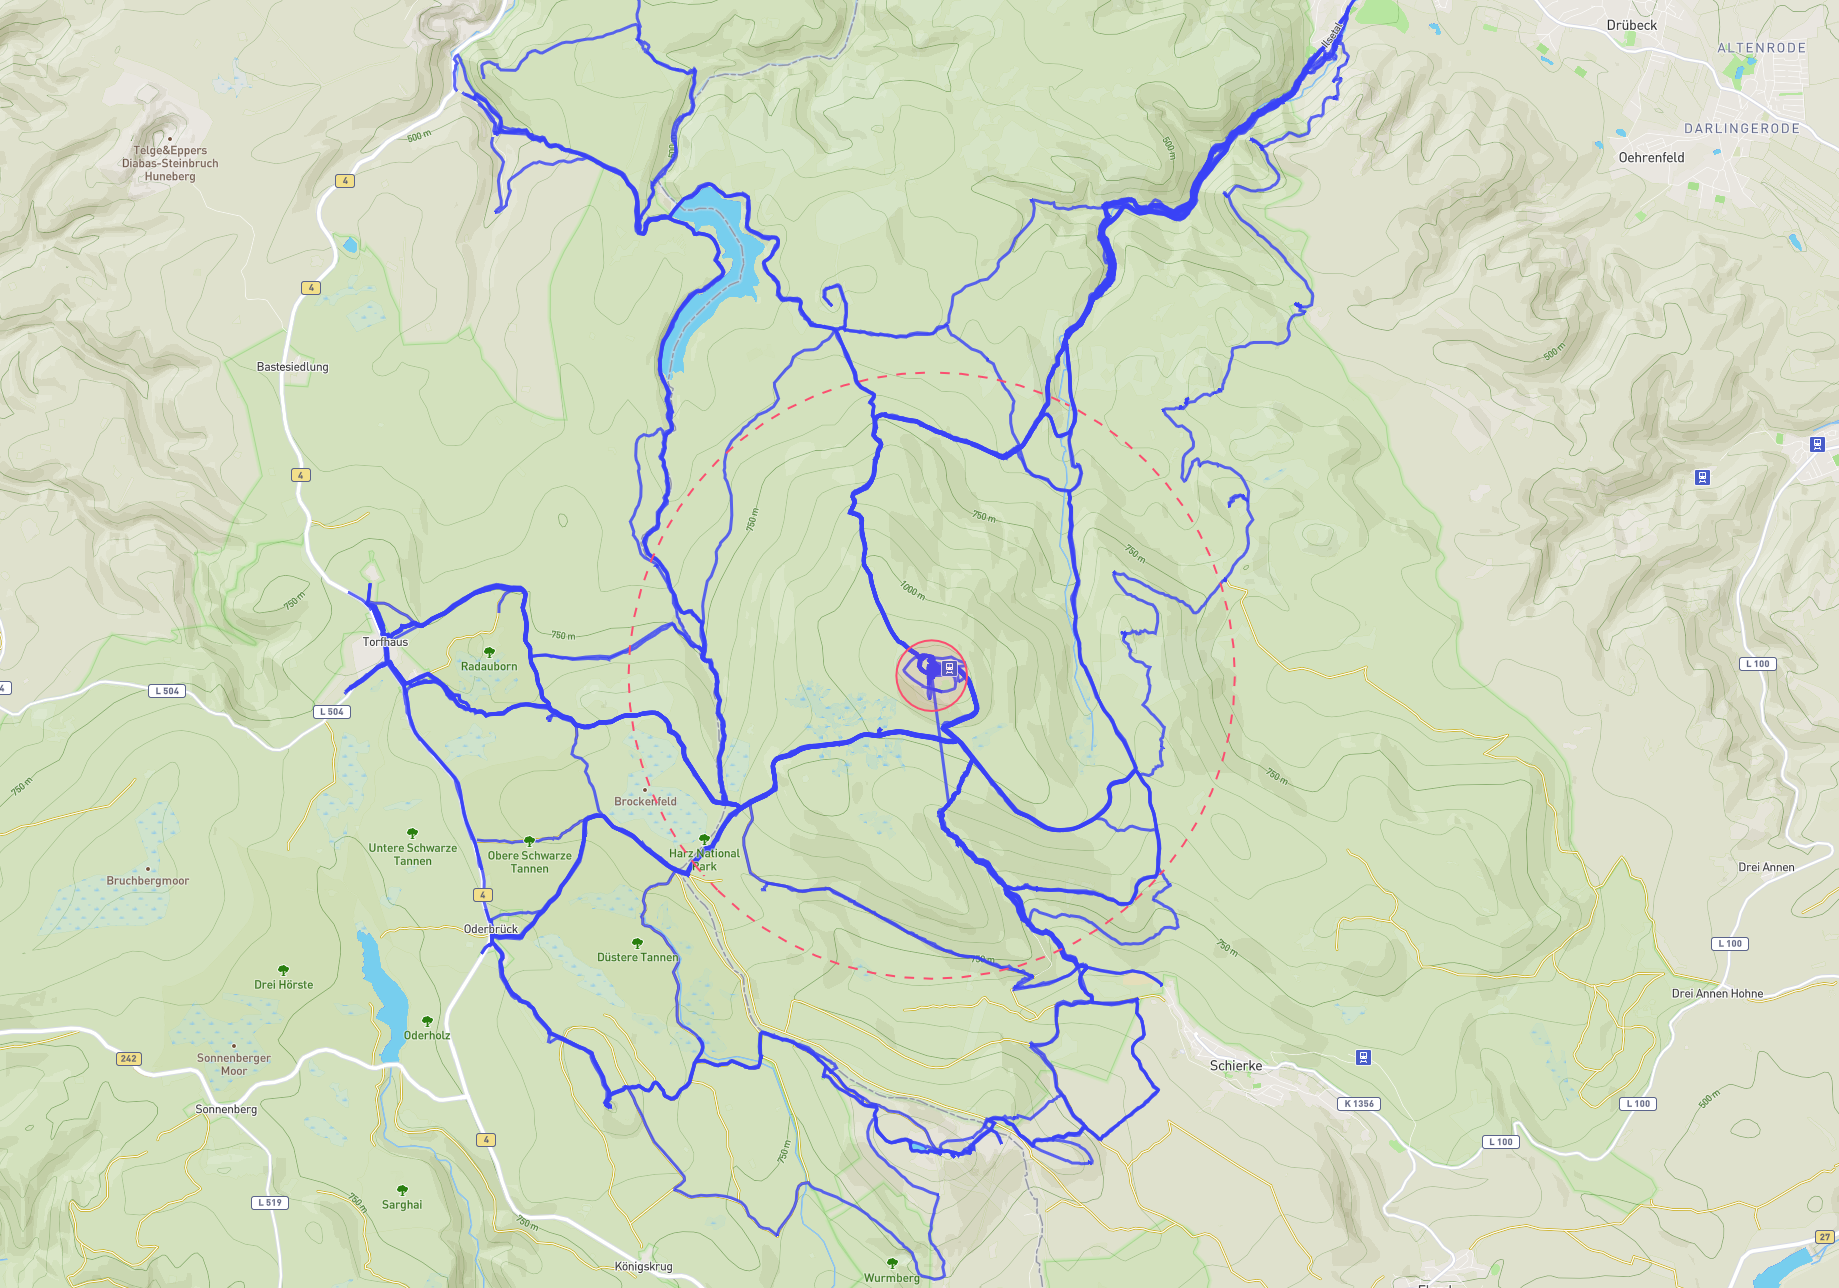 Drübeck
Ilsetal
ALTENRODE
500 m
DARLINGERODE
500 m
500 m
Telge&Eppers
Diabas-Steinbruch
Huneberg
Oehrenfeld
4
4
500 m
Bastesiedlung
4
750 m
750 m
750 m
1000 m
750 m
750 m
Torfhaus
Radauborn
L 100
4
L 504
L 504
750 m
750 m
Brockenfeld
Untere Schwarze
Tannen
Obere Schwarze
Tannen
Harz National
Park
Drei Annen
Bruchbergmoor
4
Oderbrück
L 100
750 m
Düstere Tannen
750 m
Drei Hörste
Drei Annen Hohne
Oderholz
242
Sonnenberger
Moor
Schierke
500 m
Sonnenberg
K 1356
L 100
4
L 100
750 m
L 519
Sarghai
750 m
750 m
27
Königskrug
Wurmberg